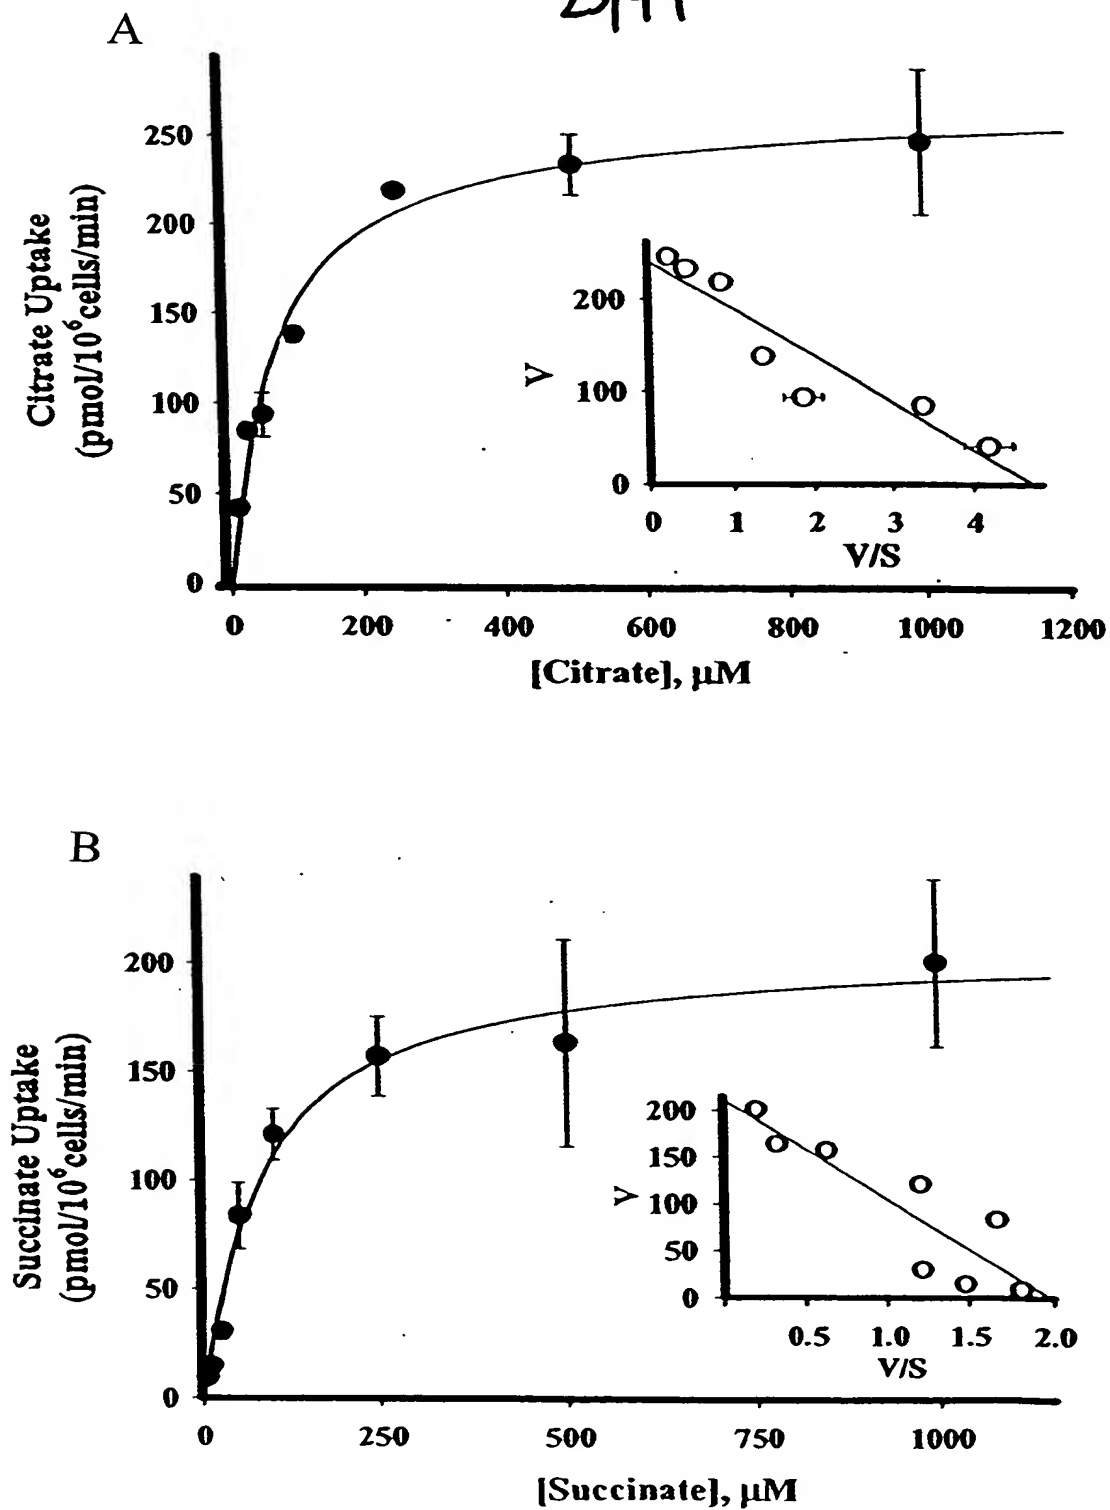 23/44
A
250
200
150
100
50
0
Citrate Uptake
(pmol/10⁶cells/min)
0 200 400 600 800 1000 1200
[Citrate], µM
200
100
0
V
0 1 2 3 4
V/S
B
200
150
100
50
0
Succinate Uptake
(pmol/10⁶cells/min)
0 250 500 750 1000
[Succinate], µM
200
150
100
50
0
V
0.5 1.0 1.5 2.0
V/S